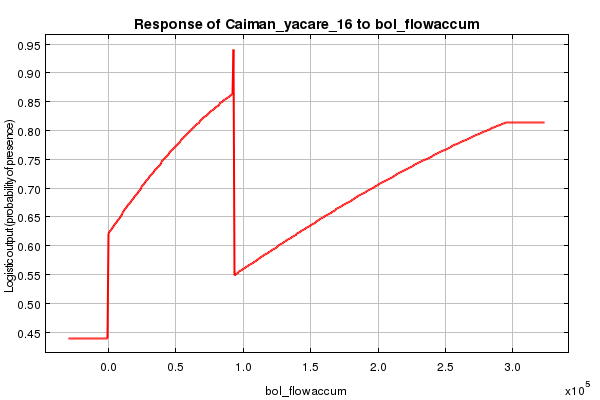 Response of Caiman_yacare_16 to bol_flowaccum
Logistic output (probability of presence)
0.95
0.90
0.85
0.80
0.75
0.70
0.65
0.60
0.55
0.50
0.45
0.0 0.5 1.0 1.5 2.0 2.5 3.0
bol_flowaccum
x10^5